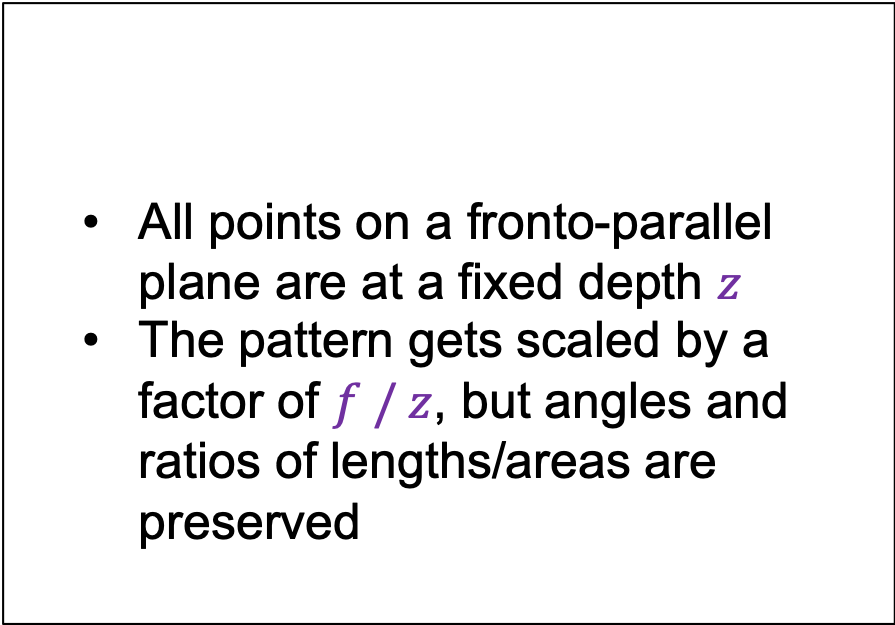 • All points on a fronto-parallel
plane are at a fixed depth z
• The pattern gets scaled by a
factor of f / z, but angles and
ratios of lengths/areas are
preserved